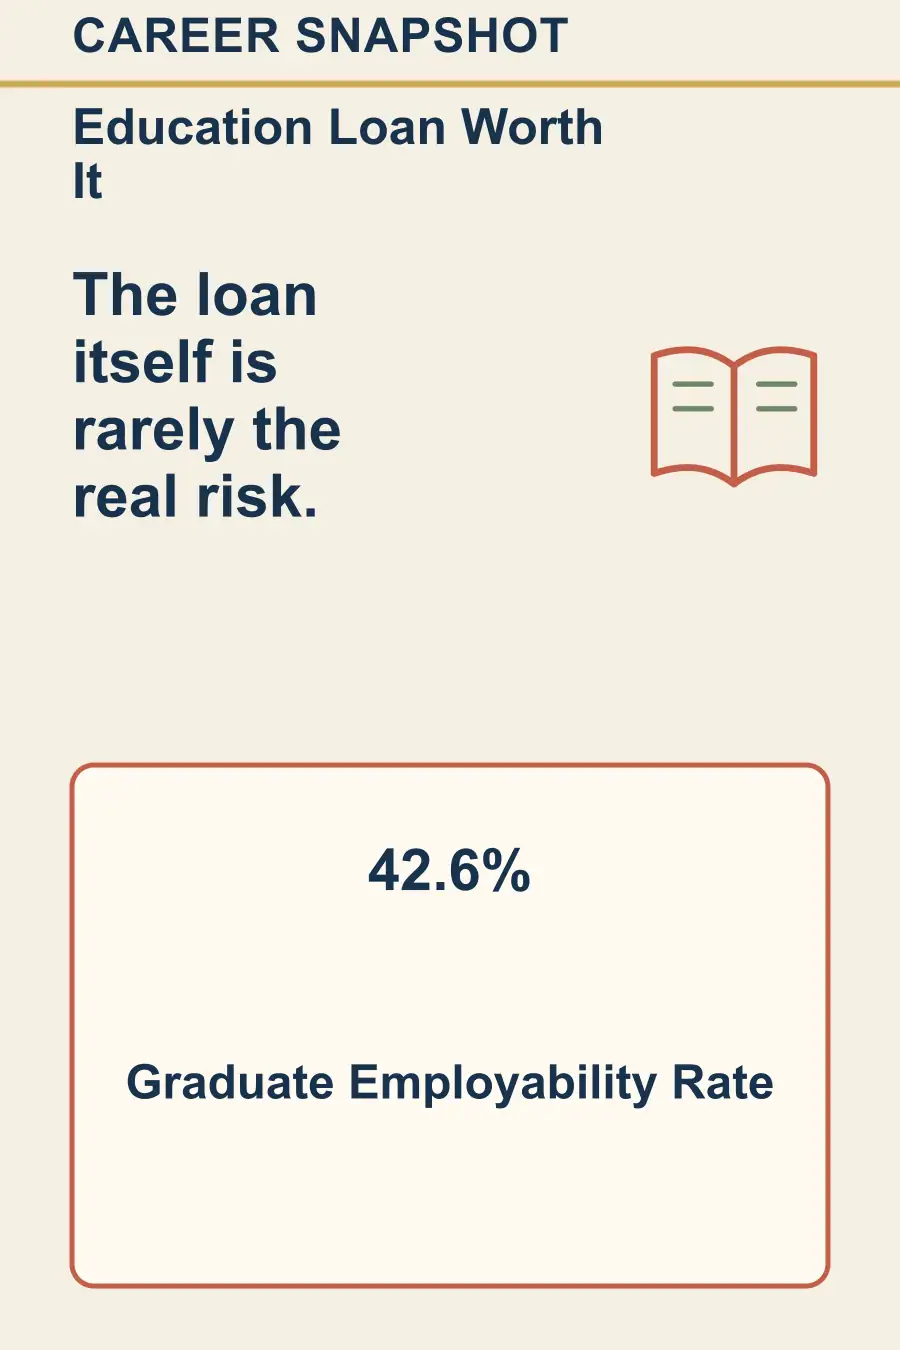 CAREER SNAPSHOT
Education Loan Worth
It
The loan
itself is
rarely the
real risk.
42.6%
Graduate Employability Rate